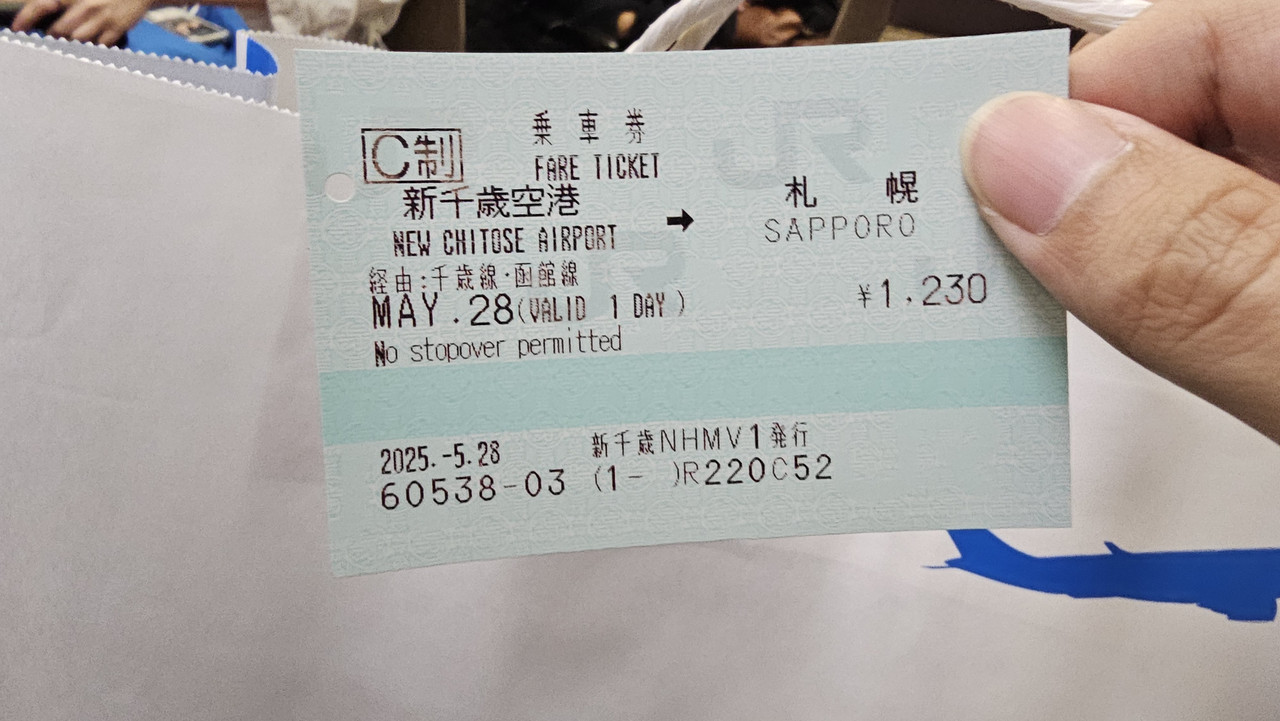 乗車券
C制
FARE TICKET
新千歳空港 → 札幌
NEW CHITOSE AIRPORT SAPPORO
経由:千歳線・函館線
MAY.28(VALID 1 DAY) ¥1,230
No stopover permitted
2025.-5.28 新千歳NHMV1発行
60538-03 (1- )R220C52
JR